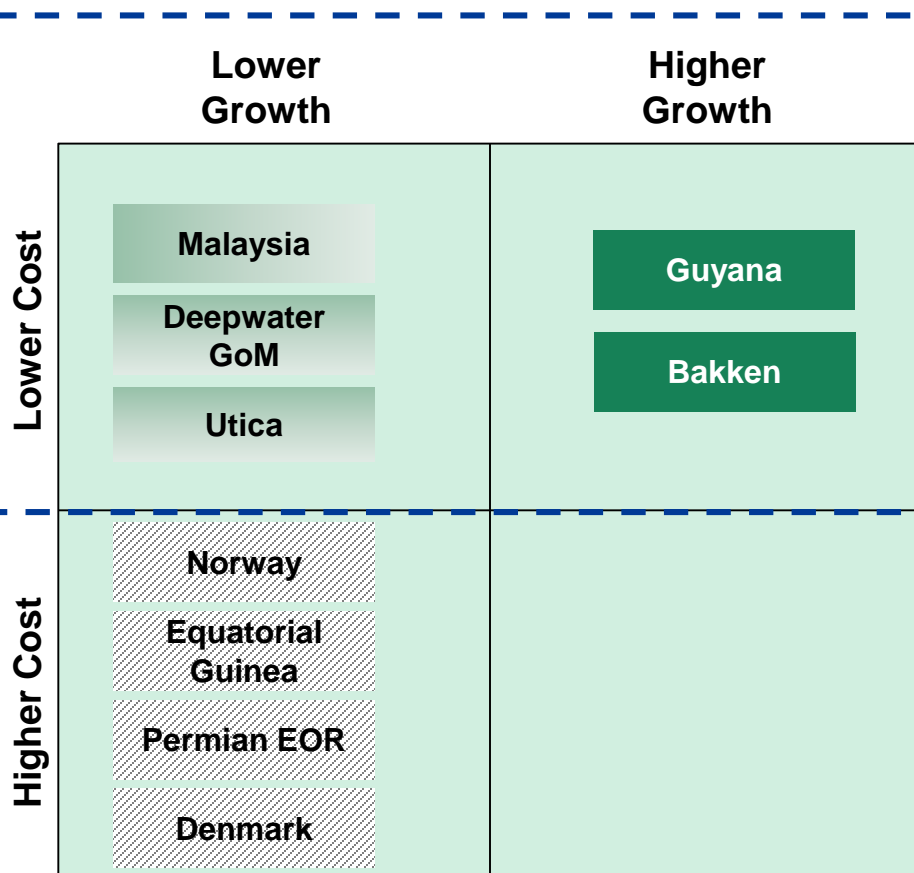 Lower
Growth
Higher
Growth
Lower Cost
Malaysia
Deepwater
GoM
Utica
Guyana
Bakken
Higher Cost
Norway
Equatorial
Guinea
Permian EOR
Denmark